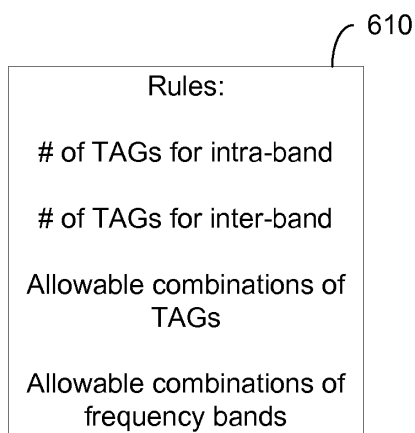 610
Rules:
# of TAGs for intra-band
# of TAGs for inter-band
Allowable combinations of
TAGs
Allowable combinations of
frequency bands